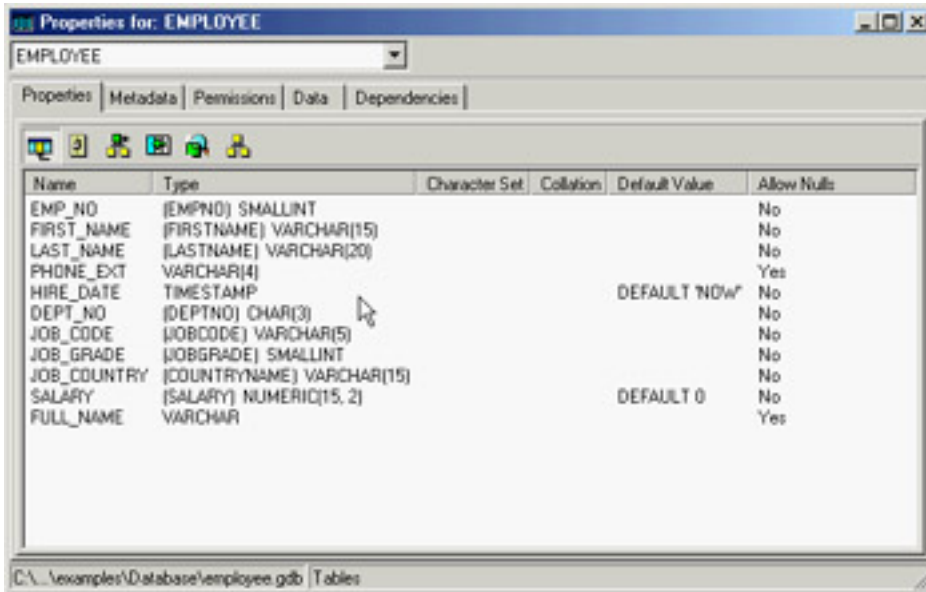 Properties for: EMPLOYEE
EMPLOYEE
Properties Metadata Permissions Data Dependencies
Name Type Character Set Collation Default Value Allow Nulls
EMP_NO (EMPNO) SMALLINT No
FIRST_NAME (FIRSTNAME) VARCHAR(15) No
LAST_NAME (LASTNAME) VARCHAR(20) No
PHONE_EXT VARCHAR(4) Yes
HIRE_DATE TIMESTAMP DEFAULT 'NOW' No
DEPT_NO (DEPTNO) CHAR(3) No
JOB_CODE (JOBCODE) VARCHAR(5) No
JOB_GRADE (JOBGRADE) SMALLINT No
JOB_COUNTRY (COUNTRYNAME) VARCHAR(15) No
SALARY (SALARY) NUMERIC(15, 2) DEFAULT 0 No
FULL_NAME VARCHAR Yes
C:\...\examples\Database\employee.gdb Tables